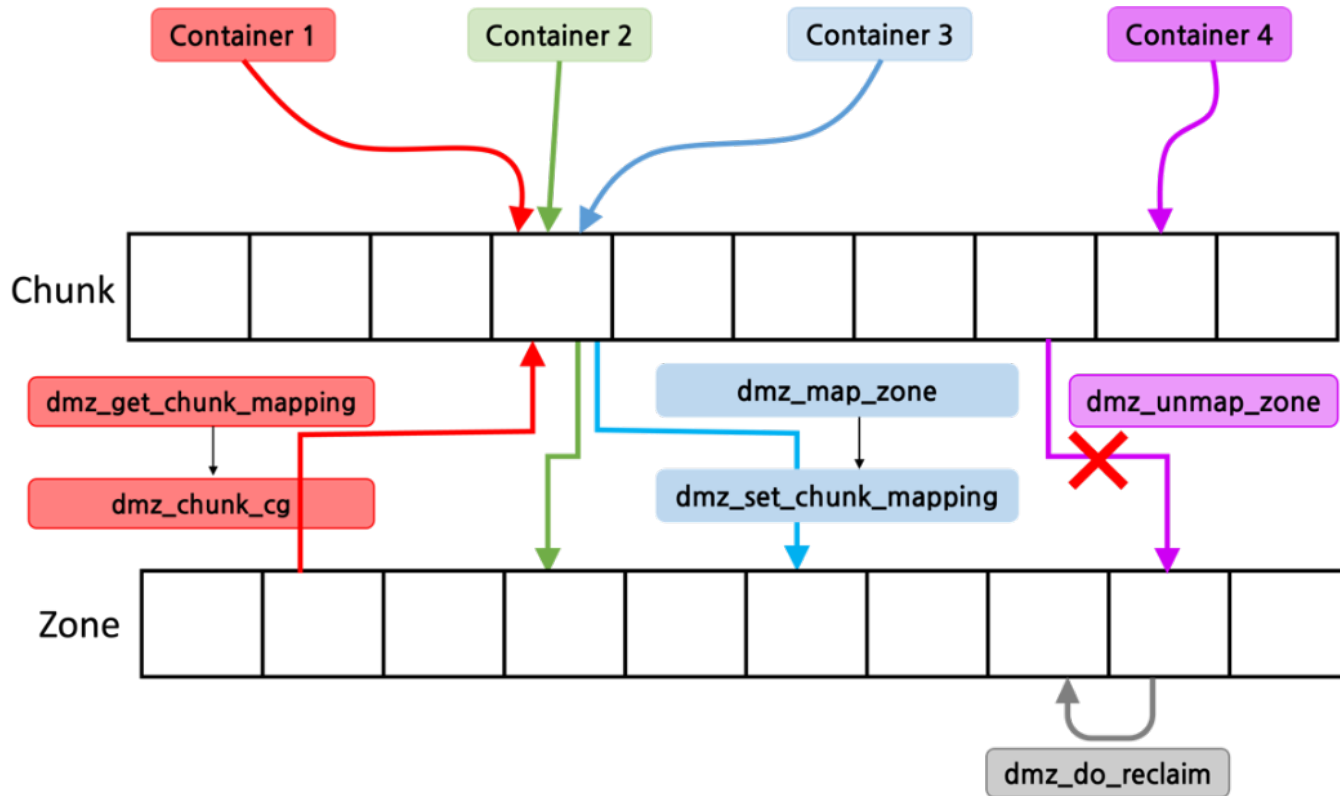 Container 1
Container 2
Container 3
Container 4
Chunk
dmz_get_chunk_mapping
dmz_map_zone
dmz_unmap_zone
dmz_chunk_cg
dmz_set_chunk_mapping
Zone
dmz_do_reclaim